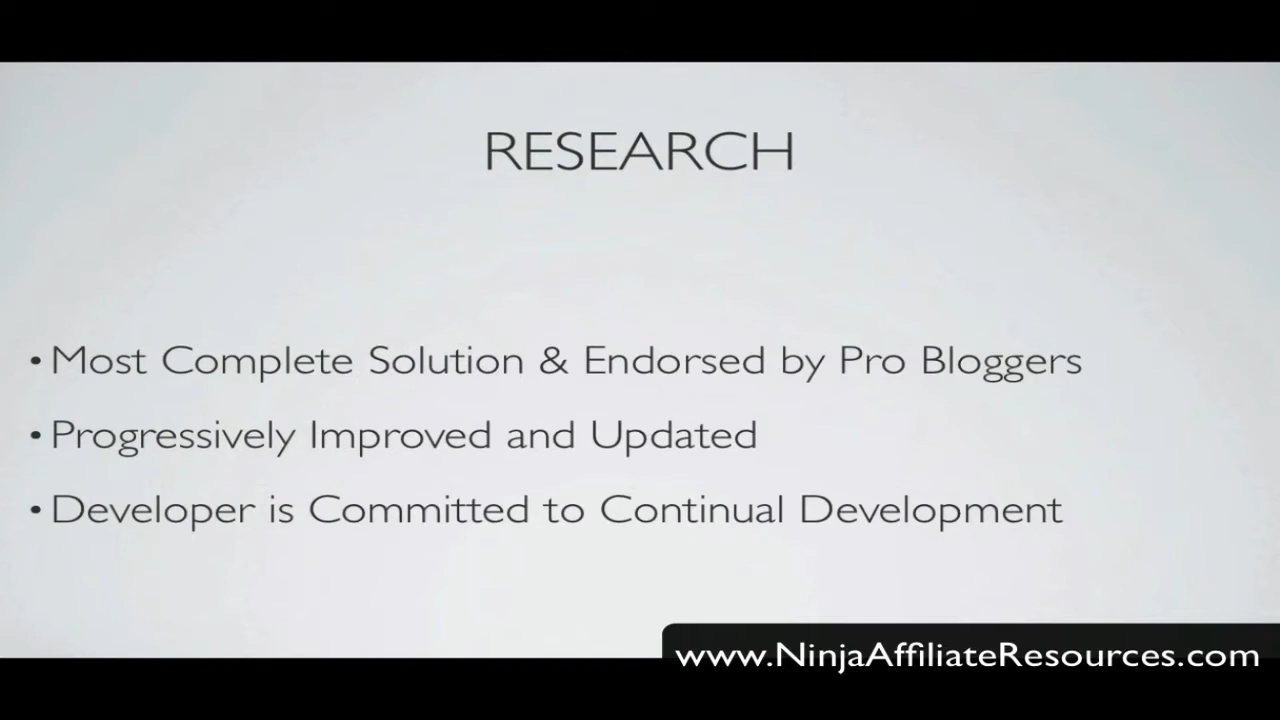 RESEARCH
• Most Complete Solution & Endorsed by Pro Bloggers
• Progressively Improved and Updated
• Developer is Committed to Continual Development
www.NinjaAffiliateResources.com